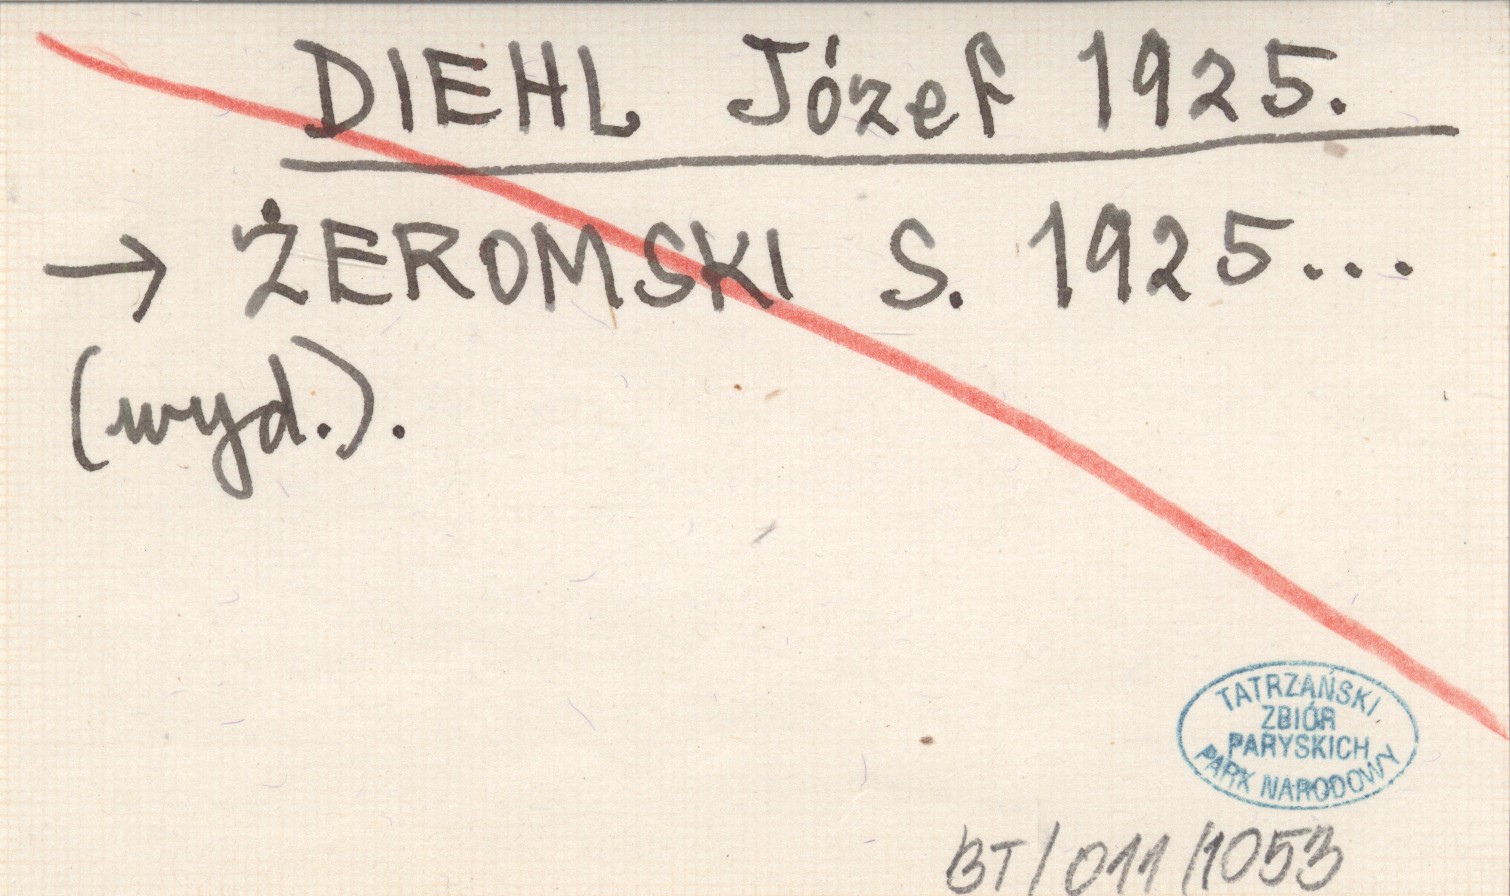 DIEHL Józef 1925.
→ ŻEROMSKI S. 1925...
(wyd.).
TATRZAŃSKI
ZBIÓR
PARYSKICH
PARK NARODOWY
BT/011/1053